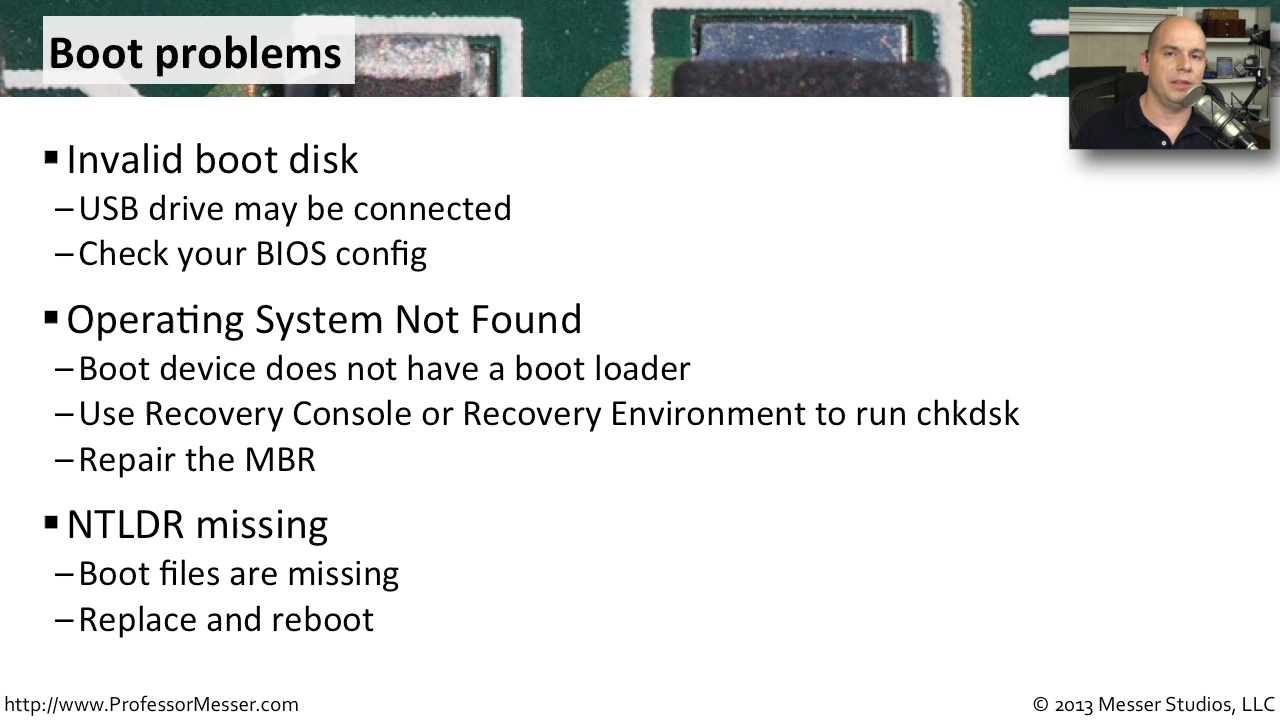 Boot problems
▪ Invalid boot disk
– USB drive may be connected
– Check your BIOS config
▪ Operating System Not Found
– Boot device does not have a boot loader
– Use Recovery Console or Recovery Environment to run chkdsk
– Repair the MBR
▪ NTLDR missing
– Boot files are missing
– Replace and reboot
http://www.ProfessorMesser.com
© 2013 Messer Studios, LLC